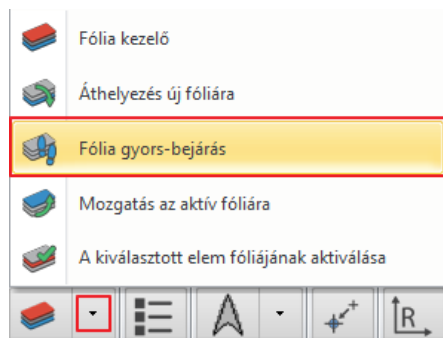 Fólia kezelő
Áthelyezés új fóliára
Fólia gyors-bejárás
Mozgatás az aktív fóliára
A kiválasztott elem fóliájának aktiválása
R